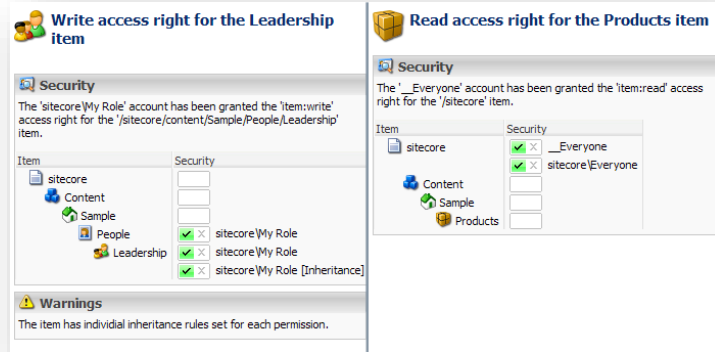 Write access right for the Leadership
item
Security
The 'sitecore\My Role' account has been granted the 'item:write'
access right for the '/sitecore/content/Sample/People/Leadership'
item.
Item Security
sitecore
Content
Sample
People sitecore\My Role
Leadership sitecore\My Role
sitecore\My Role [Inheritance]
Warnings
The item has individial inheritance rules set for each permission.
Read access right for the Products item
Security
The '__Everyone' account has been granted the 'item:read' access
right for the '/sitecore' item.
Item Security
sitecore __Everyone
sitecore\Everyone
Content
Sample
Products